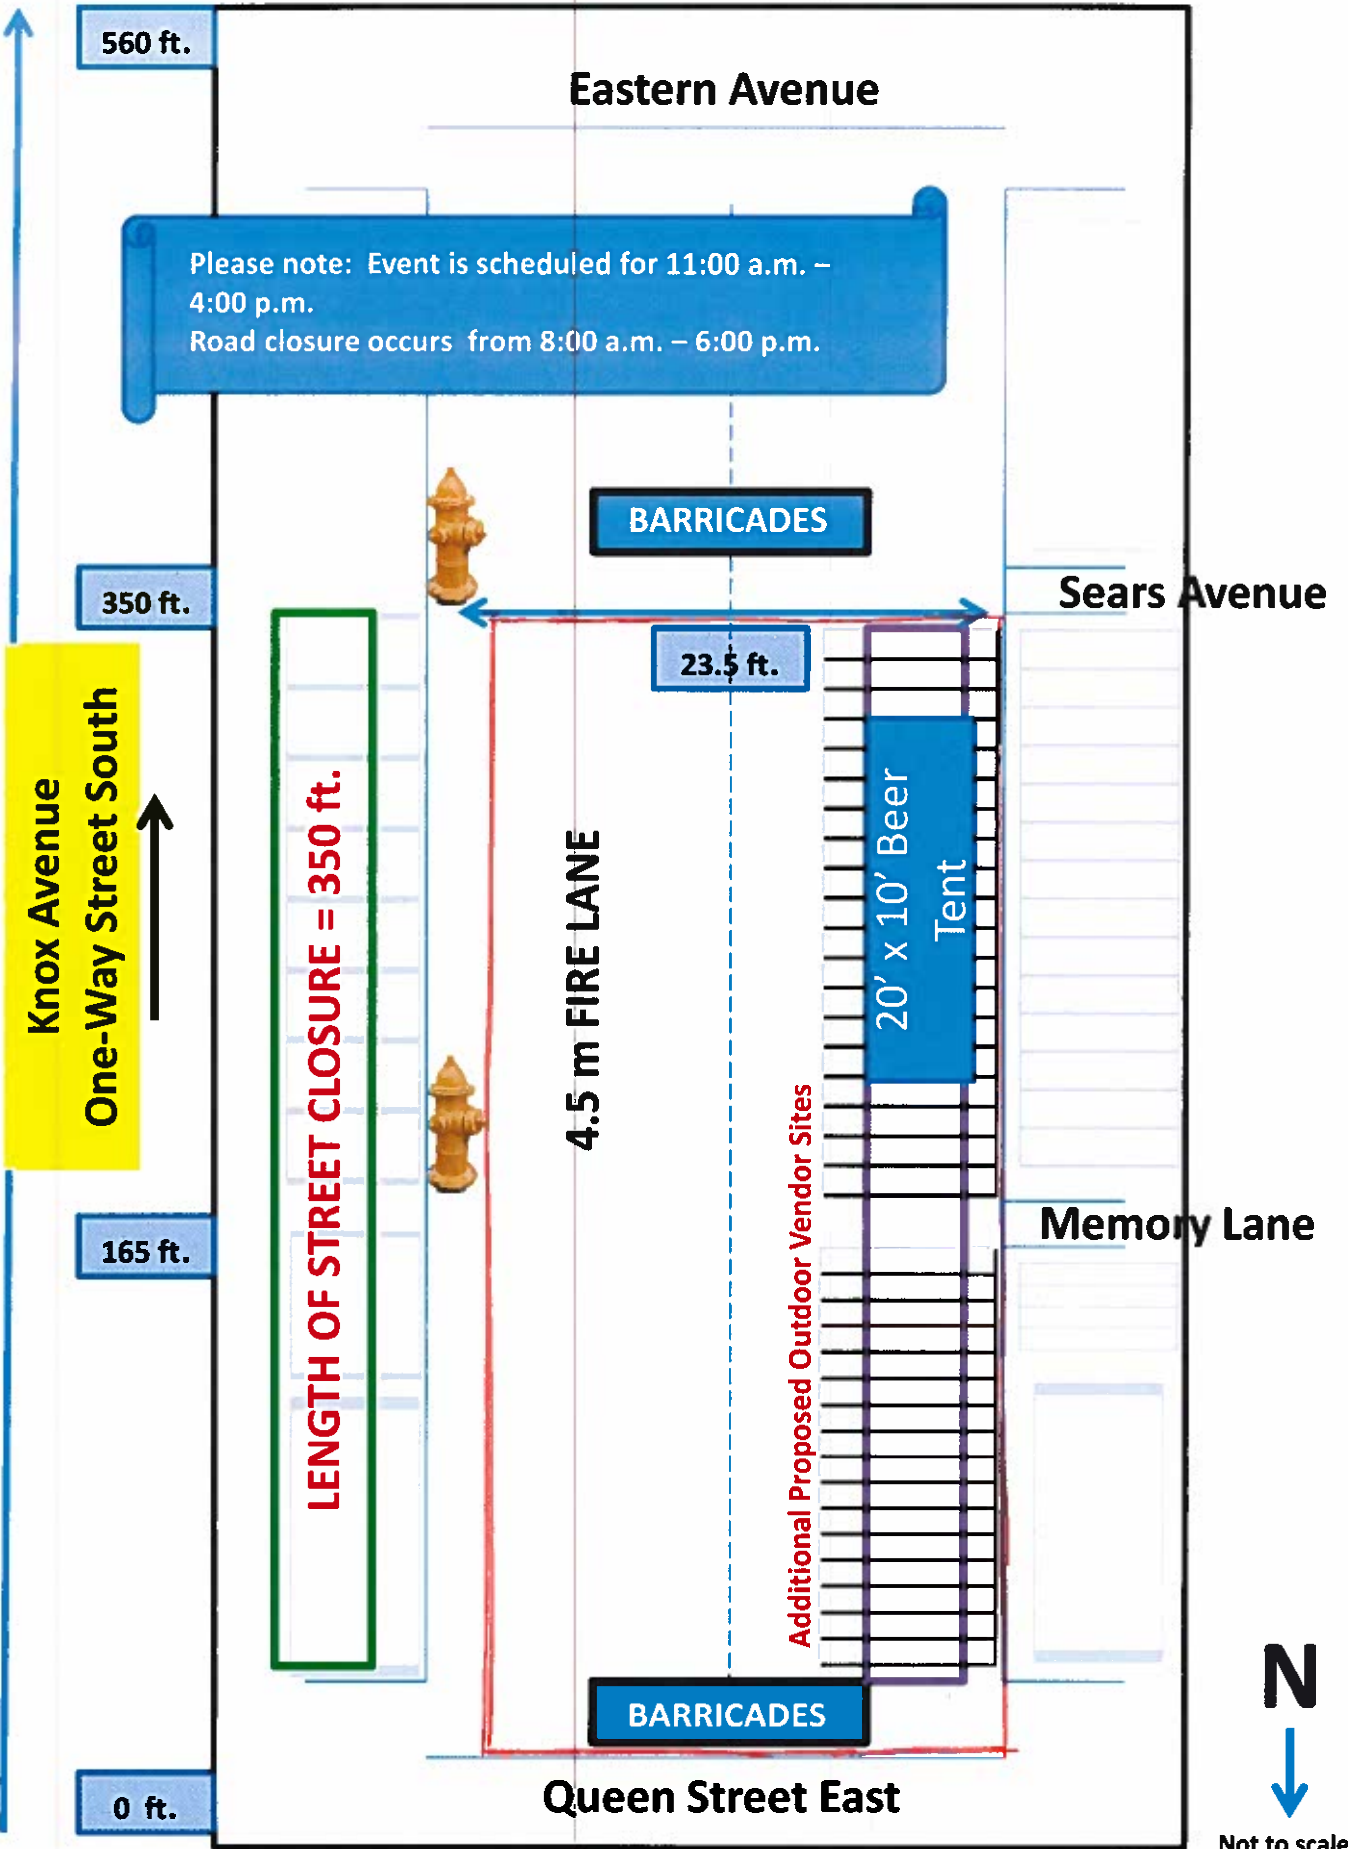 560 ft.
Eastern Avenue
Please note:  Event is scheduled for 11:00 a.m. –
4:00 p.m.
Road closure occurs  from 8:00 a.m. – 6:00 p.m.
BARRICADES
350 ft.
Sears Avenue
23.5 ft.
Knox Avenue
One-Way Street South
LENGTH OF STREET CLOSURE = 350 ft.
4.5 m FIRE LANE
20' x 10' Beer
Tent
Additional Proposed Outdoor Vendor Sites
165 ft.
Memory Lane
N
BARRICADES
Queen Street East
0 ft.
Not to scale